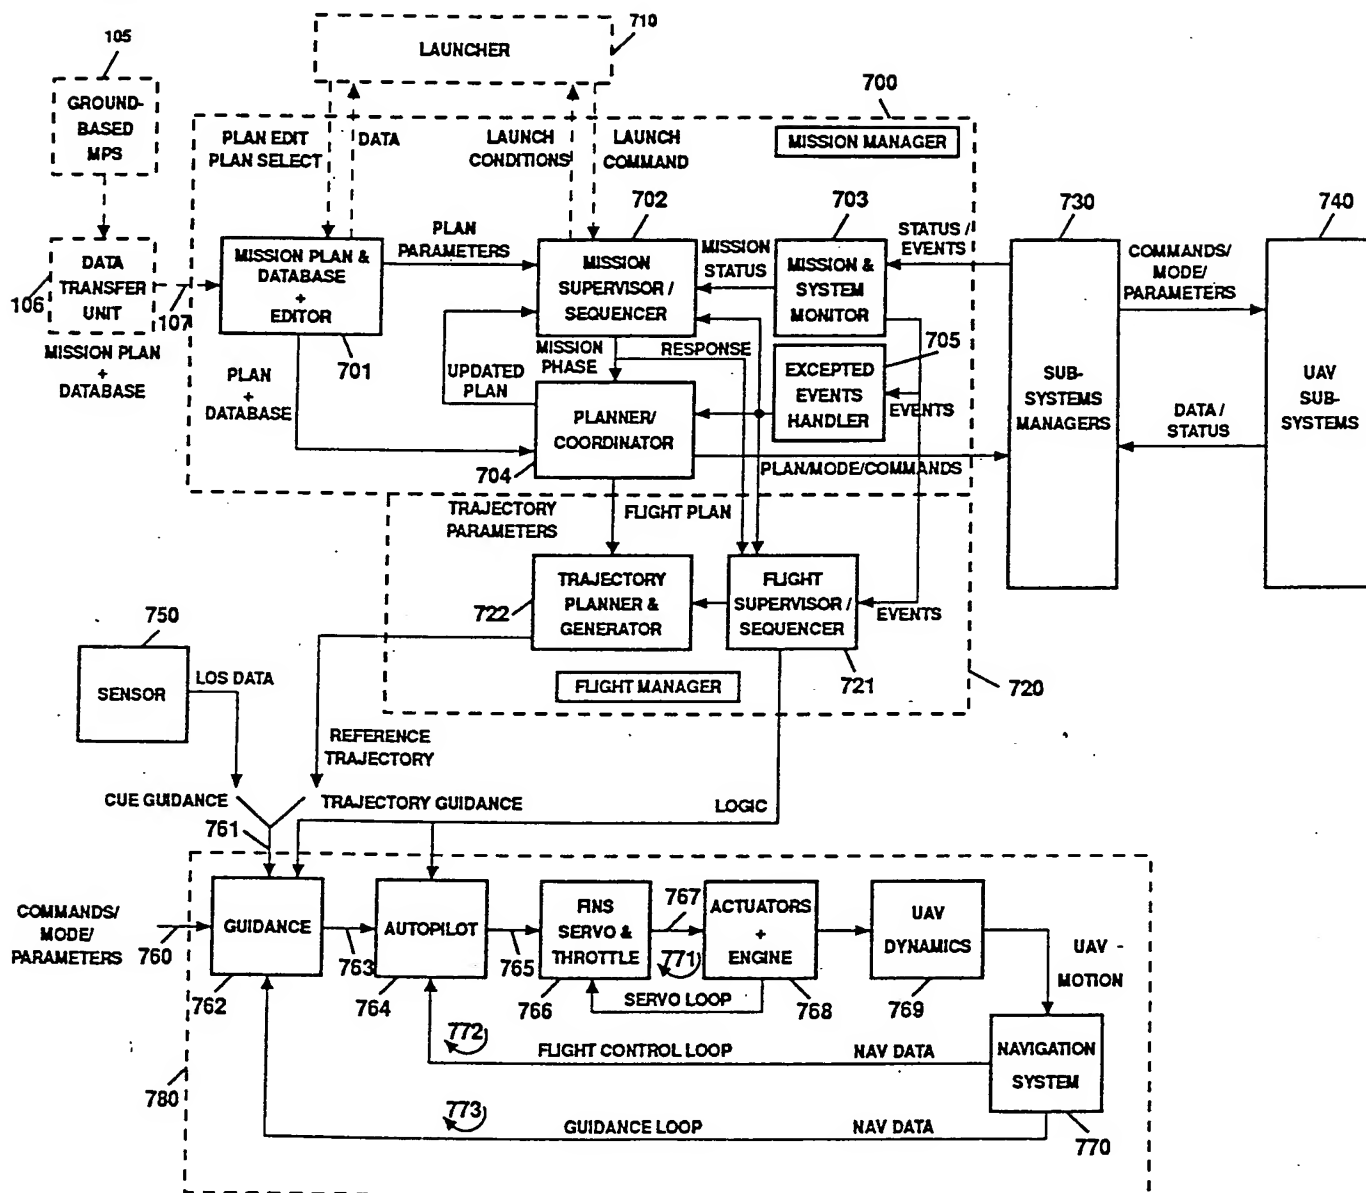 105
710
LAUNCHER
GROUND-
BASED
MPS
700
PLAN EDIT
PLAN SELECT
DATA
LAUNCH
CONDITIONS
LAUNCH
COMMAND
MISSION MANAGER
702
703
730
740
PLAN
PARAMETERS
MISSION
STATUS
STATUS /
EVENTS
COMMANDS/
MODE/
PARAMETERS
106
DATA
TRANSFER
UNIT
107
MISSION PLAN &
DATABASE
+
EDITOR
MISSION
SUPERVISOR /
SEQUENCER
MISSION &
SYSTEM
MONITOR
MISSION PLAN
+
DATABASE
701
MISSION
PHASE
RESPONSE
705
UPDATED
PLAN
EXCEPTED
EVENTS
HANDLER
EVENTS
PLAN
+
DATABASE
PLANNER/
COORDINATOR
SUB-
SYSTEMS
MANAGERS
UAV
SUB-
SYSTEMS
DATA /
STATUS
704
PLAN/MODE/COMMANDS
TRAJECTORY
PARAMETERS
FLIGHT PLAN
722
TRAJECTORY
PLANNER &
GENERATOR
FLIGHT
SUPERVISOR /
SEQUENCER
EVENTS
750
SENSOR
LOS DATA
FLIGHT MANAGER
721
720
REFERENCE
TRAJECTORY
CUE GUIDANCE
TRAJECTORY GUIDANCE
LOGIC
761
COMMANDS/
MODE/
PARAMETERS
760
GUIDANCE
763
AUTOPILOT
765
FINS
SERVO &
THROTTLE
767
771
ACTUATORS
+
ENGINE
UAV
DYNAMICS
UAV -
MOTION
762
764
766
SERVO LOOP
768
769
772
FLIGHT CONTROL LOOP
NAV DATA
NAVIGATION
SYSTEM
780
773
GUIDANCE LOOP
NAV DATA
770